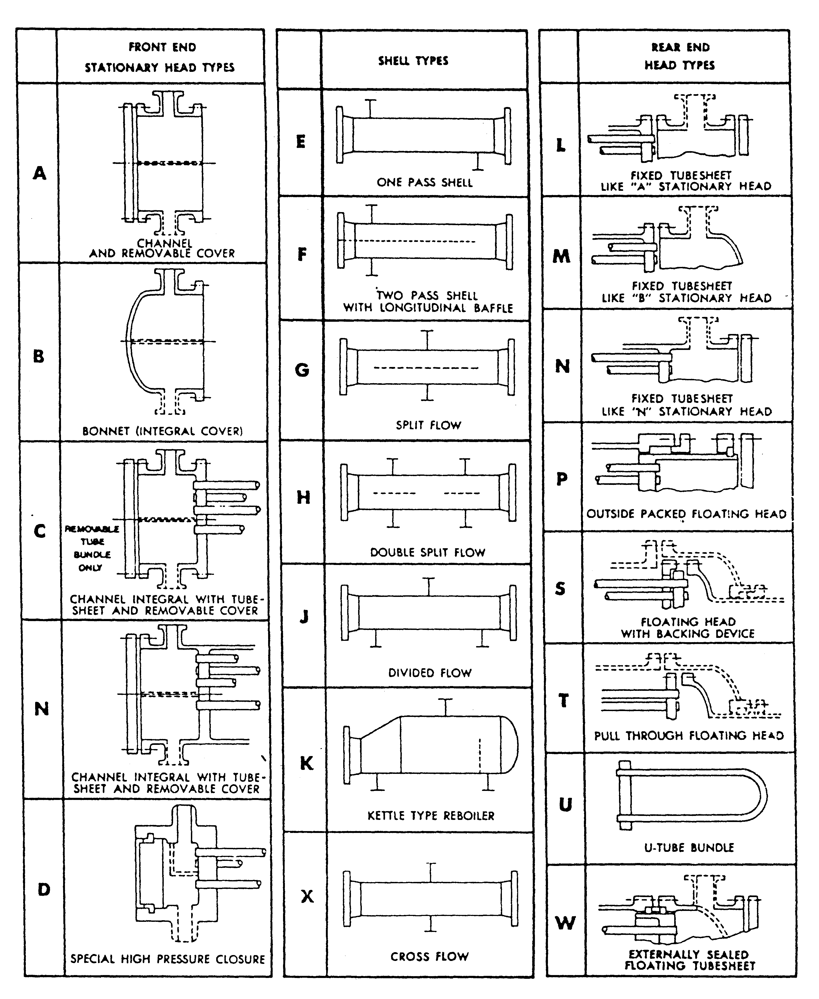 FRONT END
STATIONARY HEAD TYPES
A
CHANNEL
AND REMOVABLE COVER
B
BONNET (INTEGRAL COVER)
C
REMOVABLE
TUBE
BUNDLE
ONLY
CHANNEL INTEGRAL WITH TUBE-
SHEET AND REMOVABLE COVER
N
CHANNEL INTEGRAL WITH TUBE-
SHEET AND REMOVABLE COVER
D
SPECIAL HIGH PRESSURE CLOSURE
SHELL TYPES
E
ONE PASS SHELL
F
TWO PASS SHELL
WITH LONGITUDINAL BAFFLE
G
SPLIT FLOW
H
DOUBLE SPLIT FLOW
J
DIVIDED FLOW
K
KETTLE TYPE REBOILER
X
CROSS FLOW
REAR END
HEAD TYPES
L
FIXED TUBESHEET
LIKE "A" STATIONARY HEAD
M
FIXED TUBESHEET
LIKE "B" STATIONARY HEAD
N
FIXED TUBESHEET
LIKE "N" STATIONARY HEAD
P
OUTSIDE PACKED FLOATING HEAD
S
FLOATING HEAD
WITH BACKING DEVICE
T
PULL THROUGH FLOATING HEAD
U
U-TUBE BUNDLE
W
EXTERNALLY SEALED
FLOATING TUBESHEET